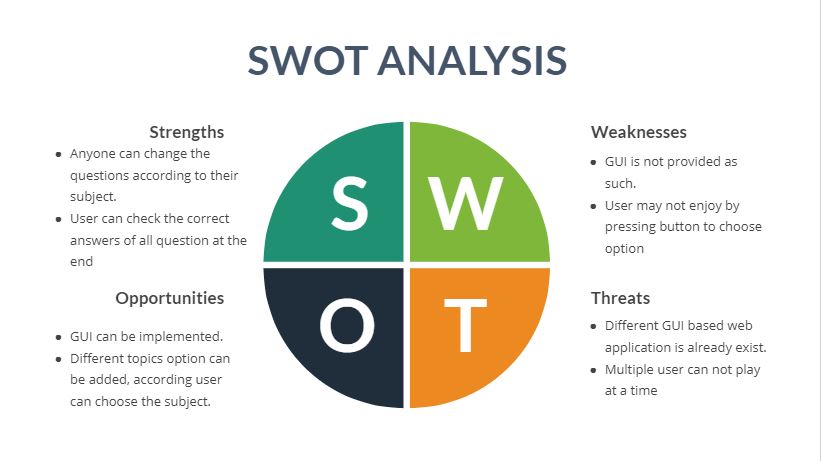 SWOT ANALYSIS
Strengths
• Anyone can change the
questions according to their
subject.
• User can check the correct
answers of all question at the
end
S
W
Weaknesses
• GUI is not provided as
such.
• User may not enjoy by
pressing button to choose
option
Opportunities
• GUI can be implemented.
• Different topics option can
be added, according user
can choose the subject.
O
T
Threats
• Different GUI based web
application is already exist.
• Multiple user can not play
at a time